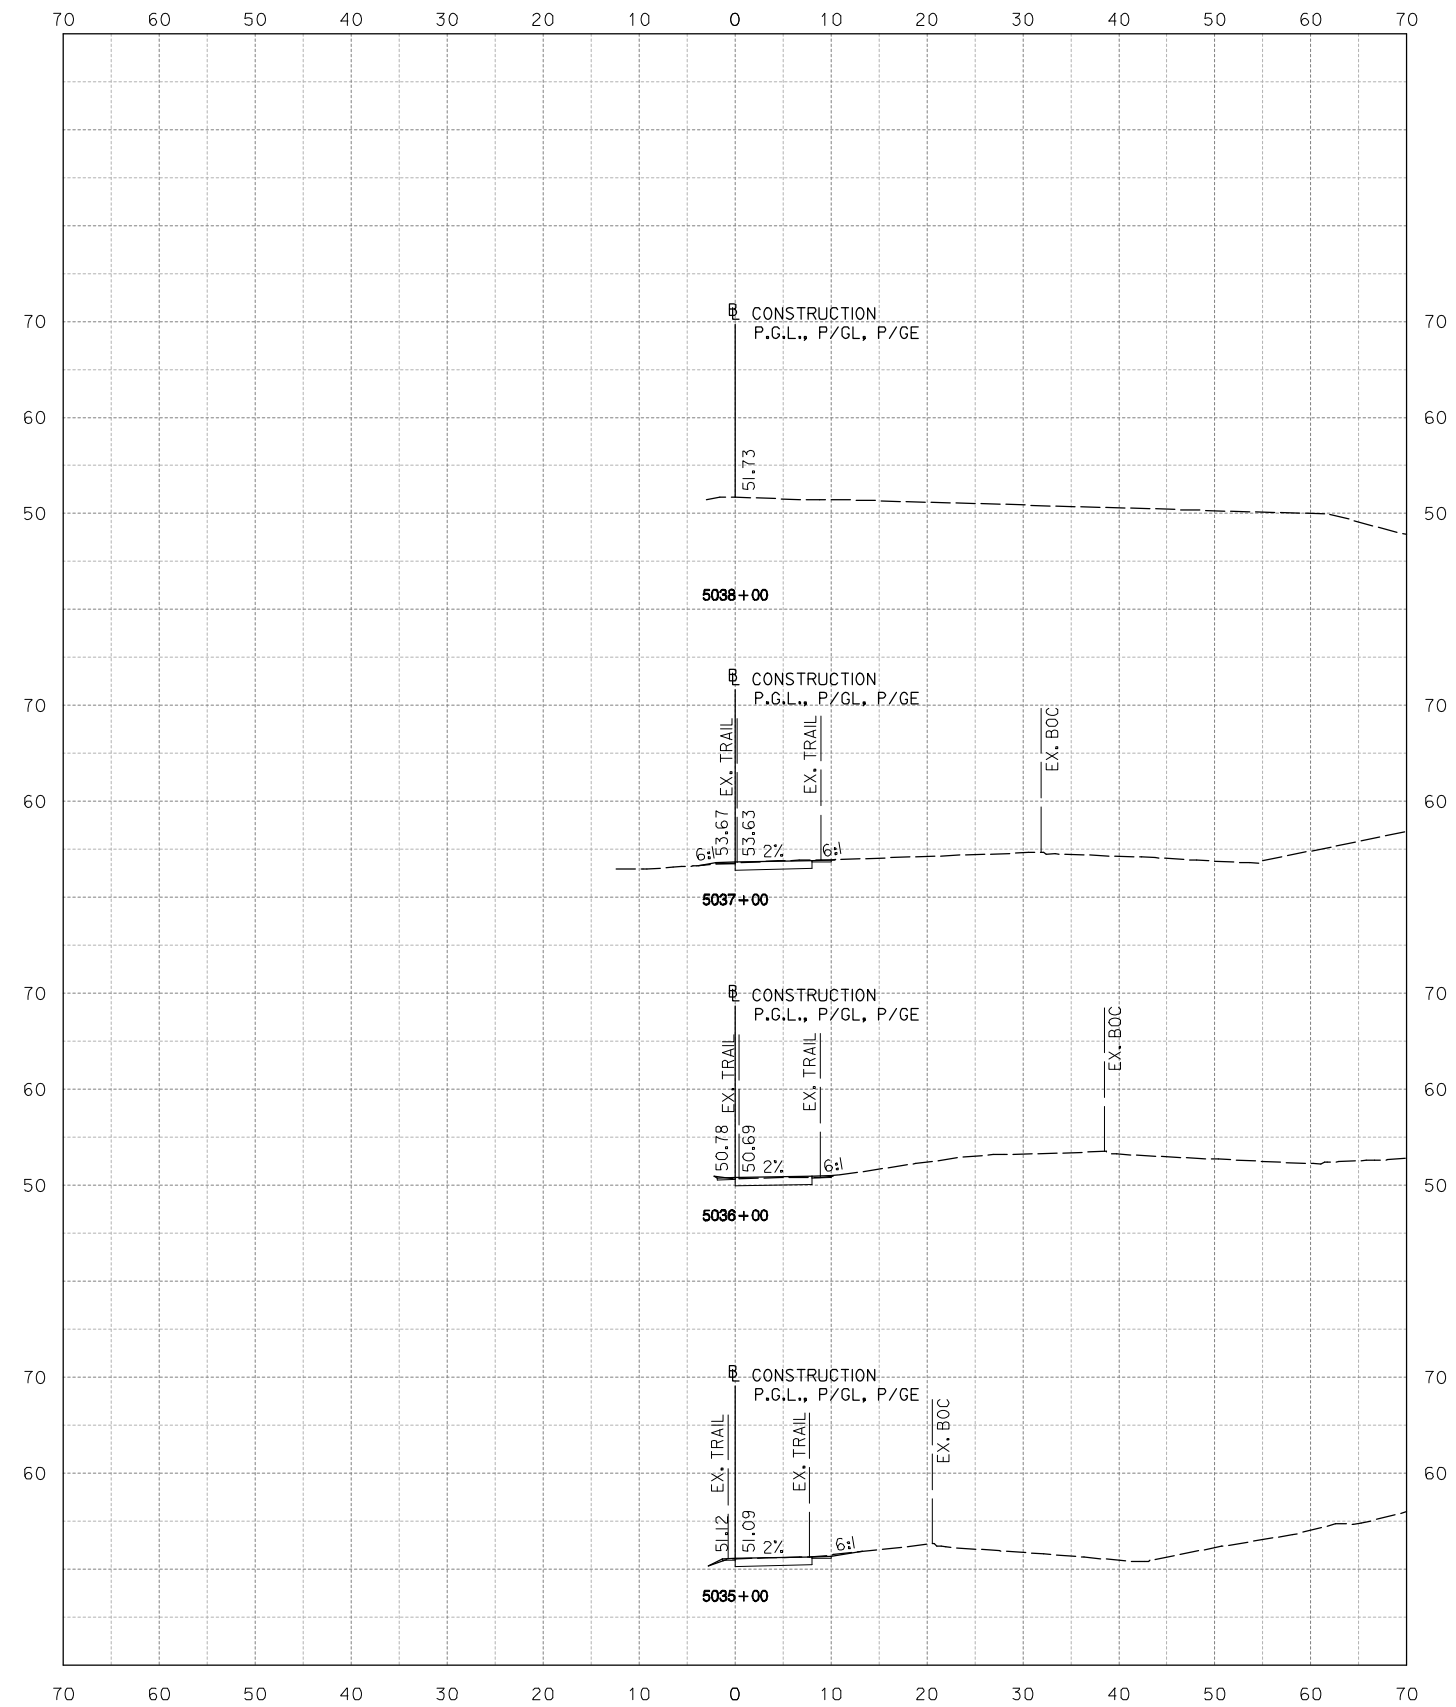 70 60 50 40 30 20 10 0 10 20 30 40 50 60 70
BL CONSTRUCTION
70 70
P.G.L., P/GL, P/GE
60 60
51.73
50 50
5038+00
BL CONSTRUCTION
P.G.L., P/GL, P/GE
70 70
EX. TRAIL EX. TRAIL EX. BOC
60 60
53.67 53.63
6:1 2% 6:1
5037+00
BL CONSTRUCTION
70 70
P.G.L., P/GL, P/GE
EX. TRAIL EX. TRAIL EX. BOC
60 60
50.78 50.69
2% 6:1
50 50
5036+00
BL CONSTRUCTION
70 70
P.G.L., P/GL, P/GE
EX. TRAIL EX. TRAIL EX. BOC
60 60
51.12 51.09
2% 6:1
5035+00
70 60 50 40 30 20 10 0 10 20 30 40 50 60 70